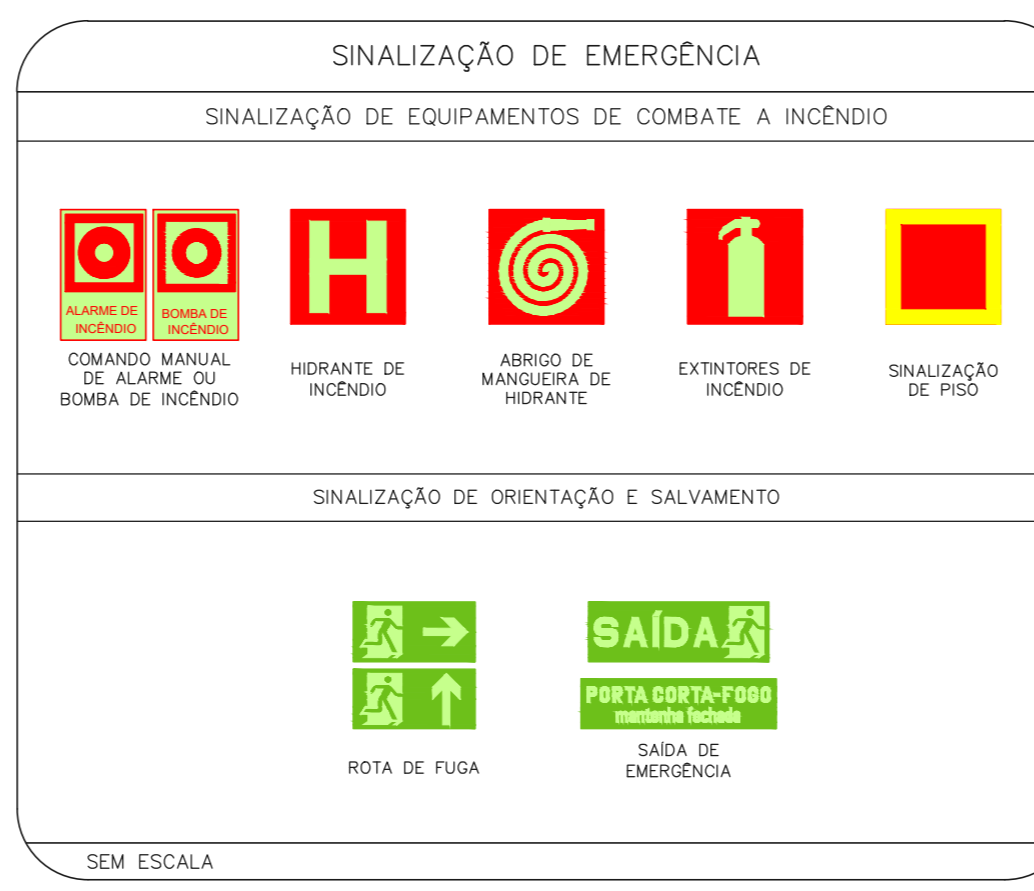 SINALIZAÇÃO DE EMERGÊNCIA
SINALIZAÇÃO DE EQUIPAMENTOS DE COMBATE A INCÊNDIO
ALARME DE
INCÊNDIO
BOMBA DE
INCÊNDIO
COMANDO MANUAL
DE ALARME OU
BOMBA DE INCÊNDIO
H
HIDRANTE DE
INCÊNDIO
ABRIGO DE
MANGUEIRA DE
HIDRANTE
EXTINTORES DE
INCÊNDIO
SINALIZAÇÃO
DE PISO
SINALIZAÇÃO DE ORIENTAÇÃO E SALVAMENTO
ROTA DE FUGA
SAÍDA
PORTA CORTA-FOGO
mantenha fechada
SAÍDA DE
EMERGÊNCIA
SEM ESCALA